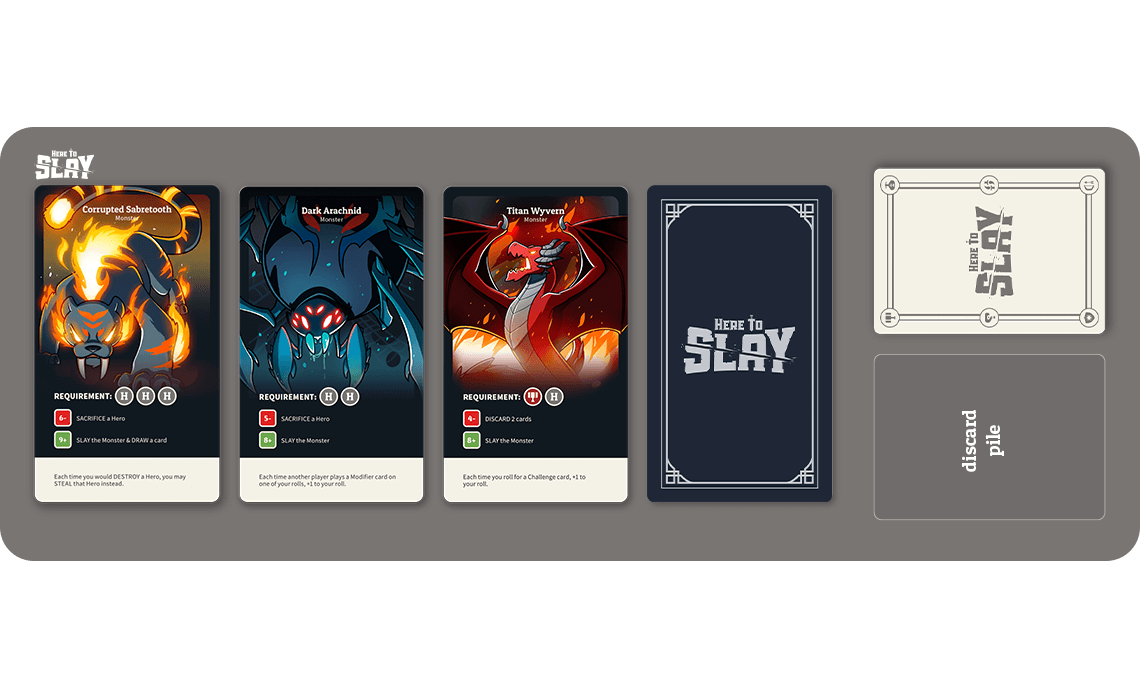 HERE TO
SLAY
Corrupted Sabretooth
Monster
REQUIREMENT: H H H
6- SACRIFICE a Hero
9+ SLAY the Monster & DRAW a card
Each time you would DESTROY a Hero, you may
STEAL that Hero instead.
Dark Arachnid
Monster
REQUIREMENT: H H
5- SACRIFICE a Hero
8+ SLAY the Monster
Each time another player plays a Modifier card on
one of your rolls, +1 to your roll.
Titan Wyvern
Monster
REQUIREMENT: H
4- DISCARD 2 cards
8+ SLAY the Monster
Each time you roll for a Challenge card, +1 to
your roll.
HERE TO
SLAY
HERE TO
SLAY
discard
pile